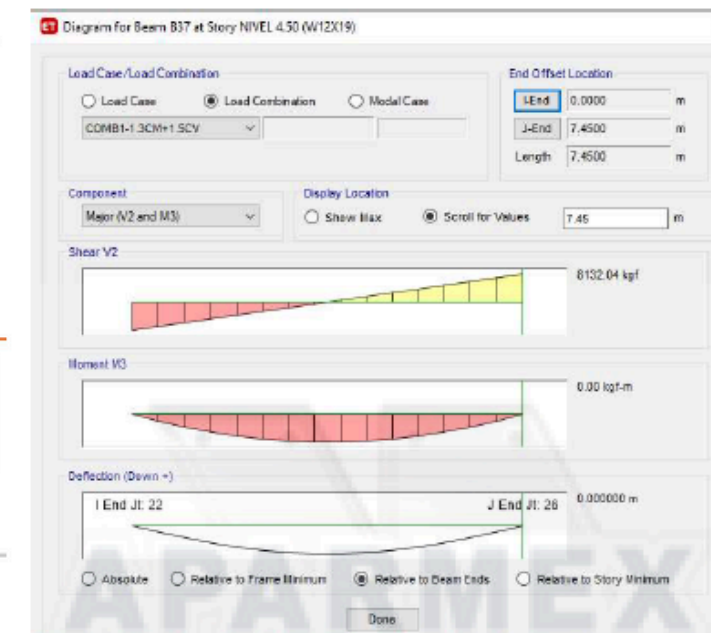 ET Diagram for Beam B37 at Story NIVEL 4.50 (W12X19)
Load Case/Load Combination
Load Case Load Combination Modal Case
COMB1-1.3CM+1.5CV
End Offset Location
I-End 0.0000 m
J-End 7.4500 m
Length 7.4500 m
Component
Major (V2 and M3)
Display Location
Show Max Scroll for Values 7.45 m
Shear V2
8132.04 kgf
Moment M3
0.00 kgf-m
Deflection (Down +)
I End Jt: 22 J End Jt: 26 0.000000 m
Absolute Relative to Frame Minimum Relative to Beam Ends Relative to Story Minimum
Done
APADMEX